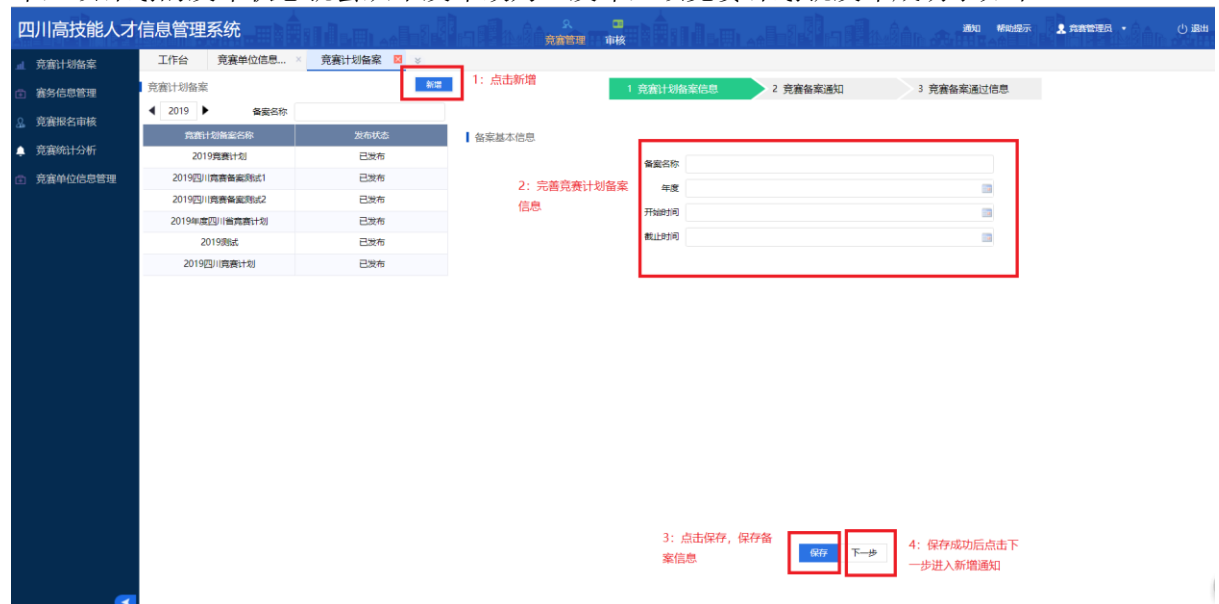 四川高技能人才信息管理系统
竞赛管理 审核
通知 帮助提示 竞赛管理员 退出
竞赛计划备案
赛务信息管理
竞赛报名审核
竞赛统计分析
竞赛单位信息管理
工作台 竞赛单位信息... 竞赛计划备案
竞赛计划备案 新增
1：点击新增
2019 备案名称
竞赛计划备案名称 发布状态
2019竞赛计划 已发布
2019四川竞赛备案测试1 已发布
2019四川竞赛备案测试2 已发布
2019年度四川省竞赛计划 已发布
2019测试 已发布
2019四川竞赛计划 已发布
1 竞赛计划备案信息 2 竞赛备案通知 3 竞赛备案通过信息
备案基本信息
2：完善竞赛计划备案
信息
备案名称
年度
开始时间
截止时间
3：点击保存，保存备
案信息
保存 下一步
4：保存成功后点击下
一步进入新增通知